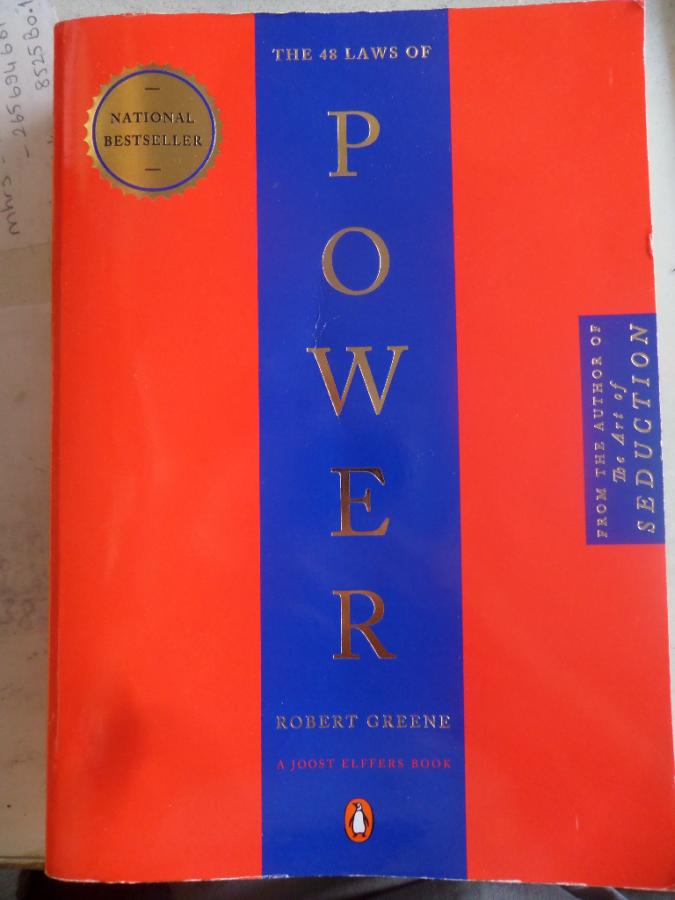 THE 48 LAWS OF
NATIONAL
BESTSELLER
P
O
W
E
R
FROM THE AUTHOR OF
The Art of
SEDUCTION
ROBERT GREENE
A JOOST ELFFERS BOOK